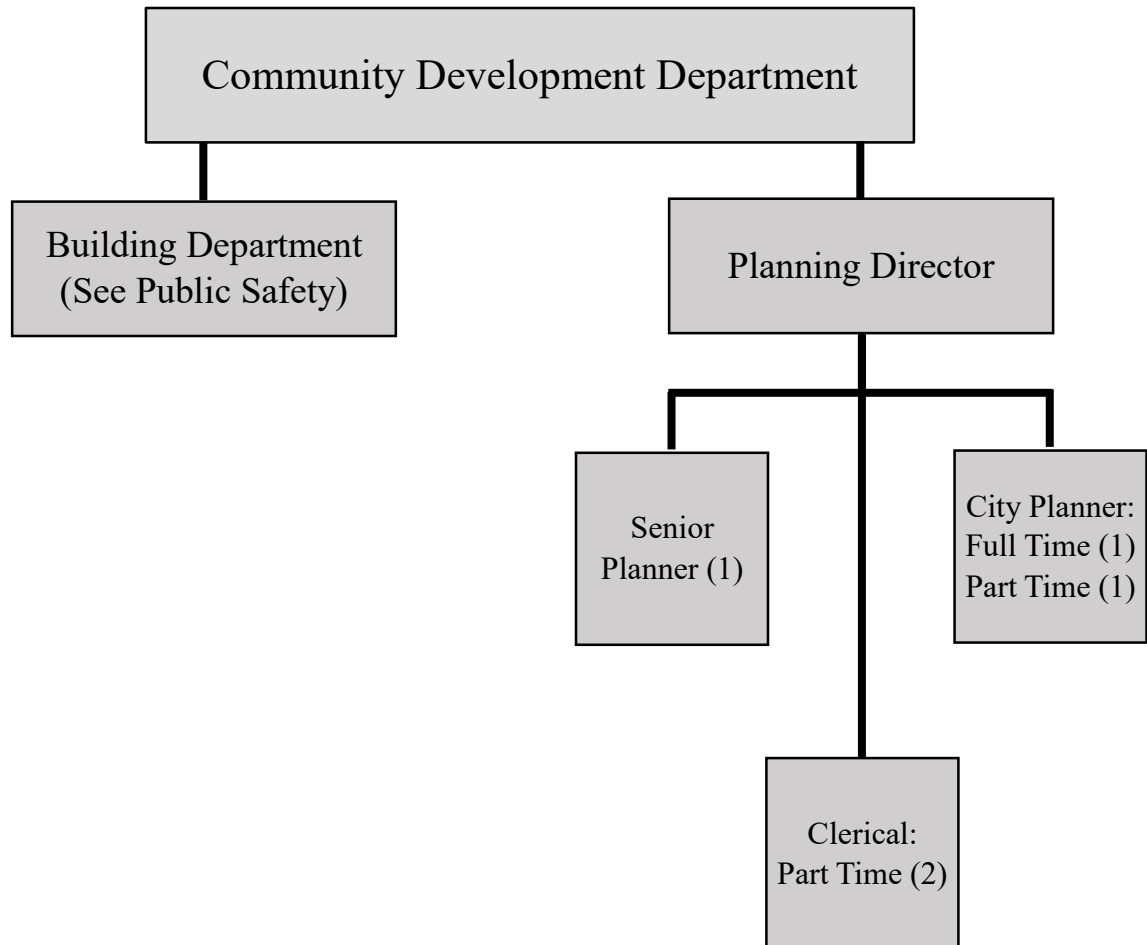 Community Development Department
Building Department
(See Public Safety)
Planning Director
Senior
Planner (1)
City Planner:
Full Time (1)
Part Time (1)
Clerical:
Part Time (2)